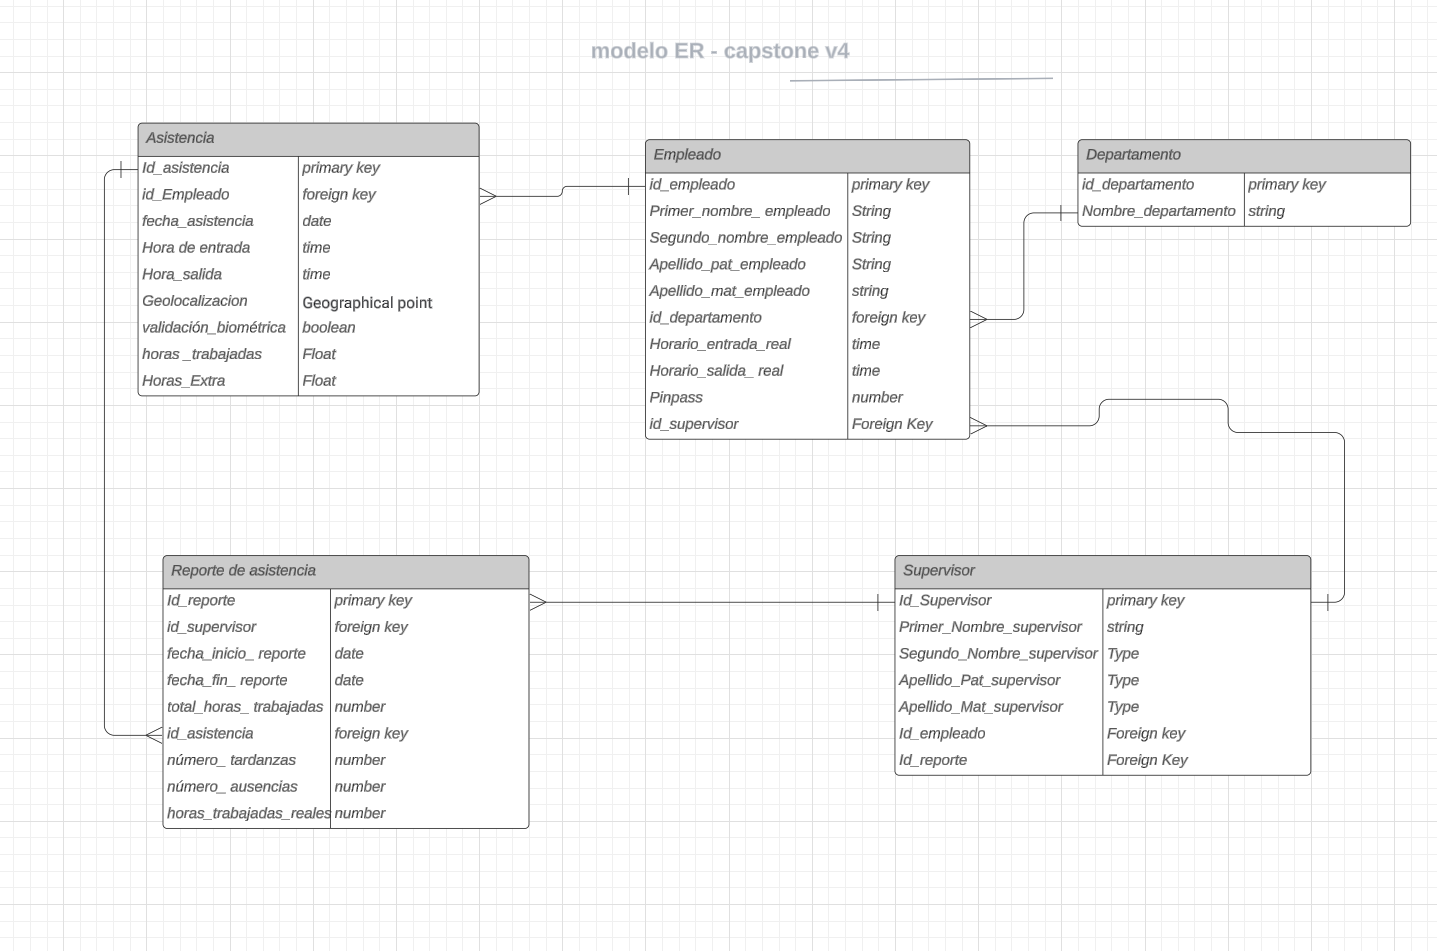 modelo ER - capstone v4
Asistencia
Id_asistencia primary key
id_Empleado foreign key
fecha_asistencia date
Hora de entrada time
Hora_salida time
Geolocalizacion Geographical point
validación_biométrica boolean
horas _trabajadas Float
Horas_Extra Float
Empleado
id_empleado primary key
Primer_nombre_ empleado String
Segundo_nombre_empleado String
Apellido_pat_empleado String
Apellido_mat_empleado string
id_departamento foreign key
Horario_entrada_real time
Horario_salida_ real time
Pinpass number
id_supervisor Foreign Key
Departamento
id_departamento primary key
Nombre_departamento string
Reporte de asistencia
Id_reporte primary key
id_supervisor foreign key
fecha_inicio_ reporte date
fecha_fin_ reporte date
total_horas_ trabajadas number
id_asistencia foreign key
número_ tardanzas number
número_ ausencias number
horas_trabajadas_reales number
Supervisor
Id_Supervisor primary key
Primer_Nombre_supervisor string
Segundo_Nombre_supervisor Type
Apellido_Pat_supervisor Type
Apellido_Mat_supervisor Type
Id_empleado Foreign key
Id_reporte Foreign Key